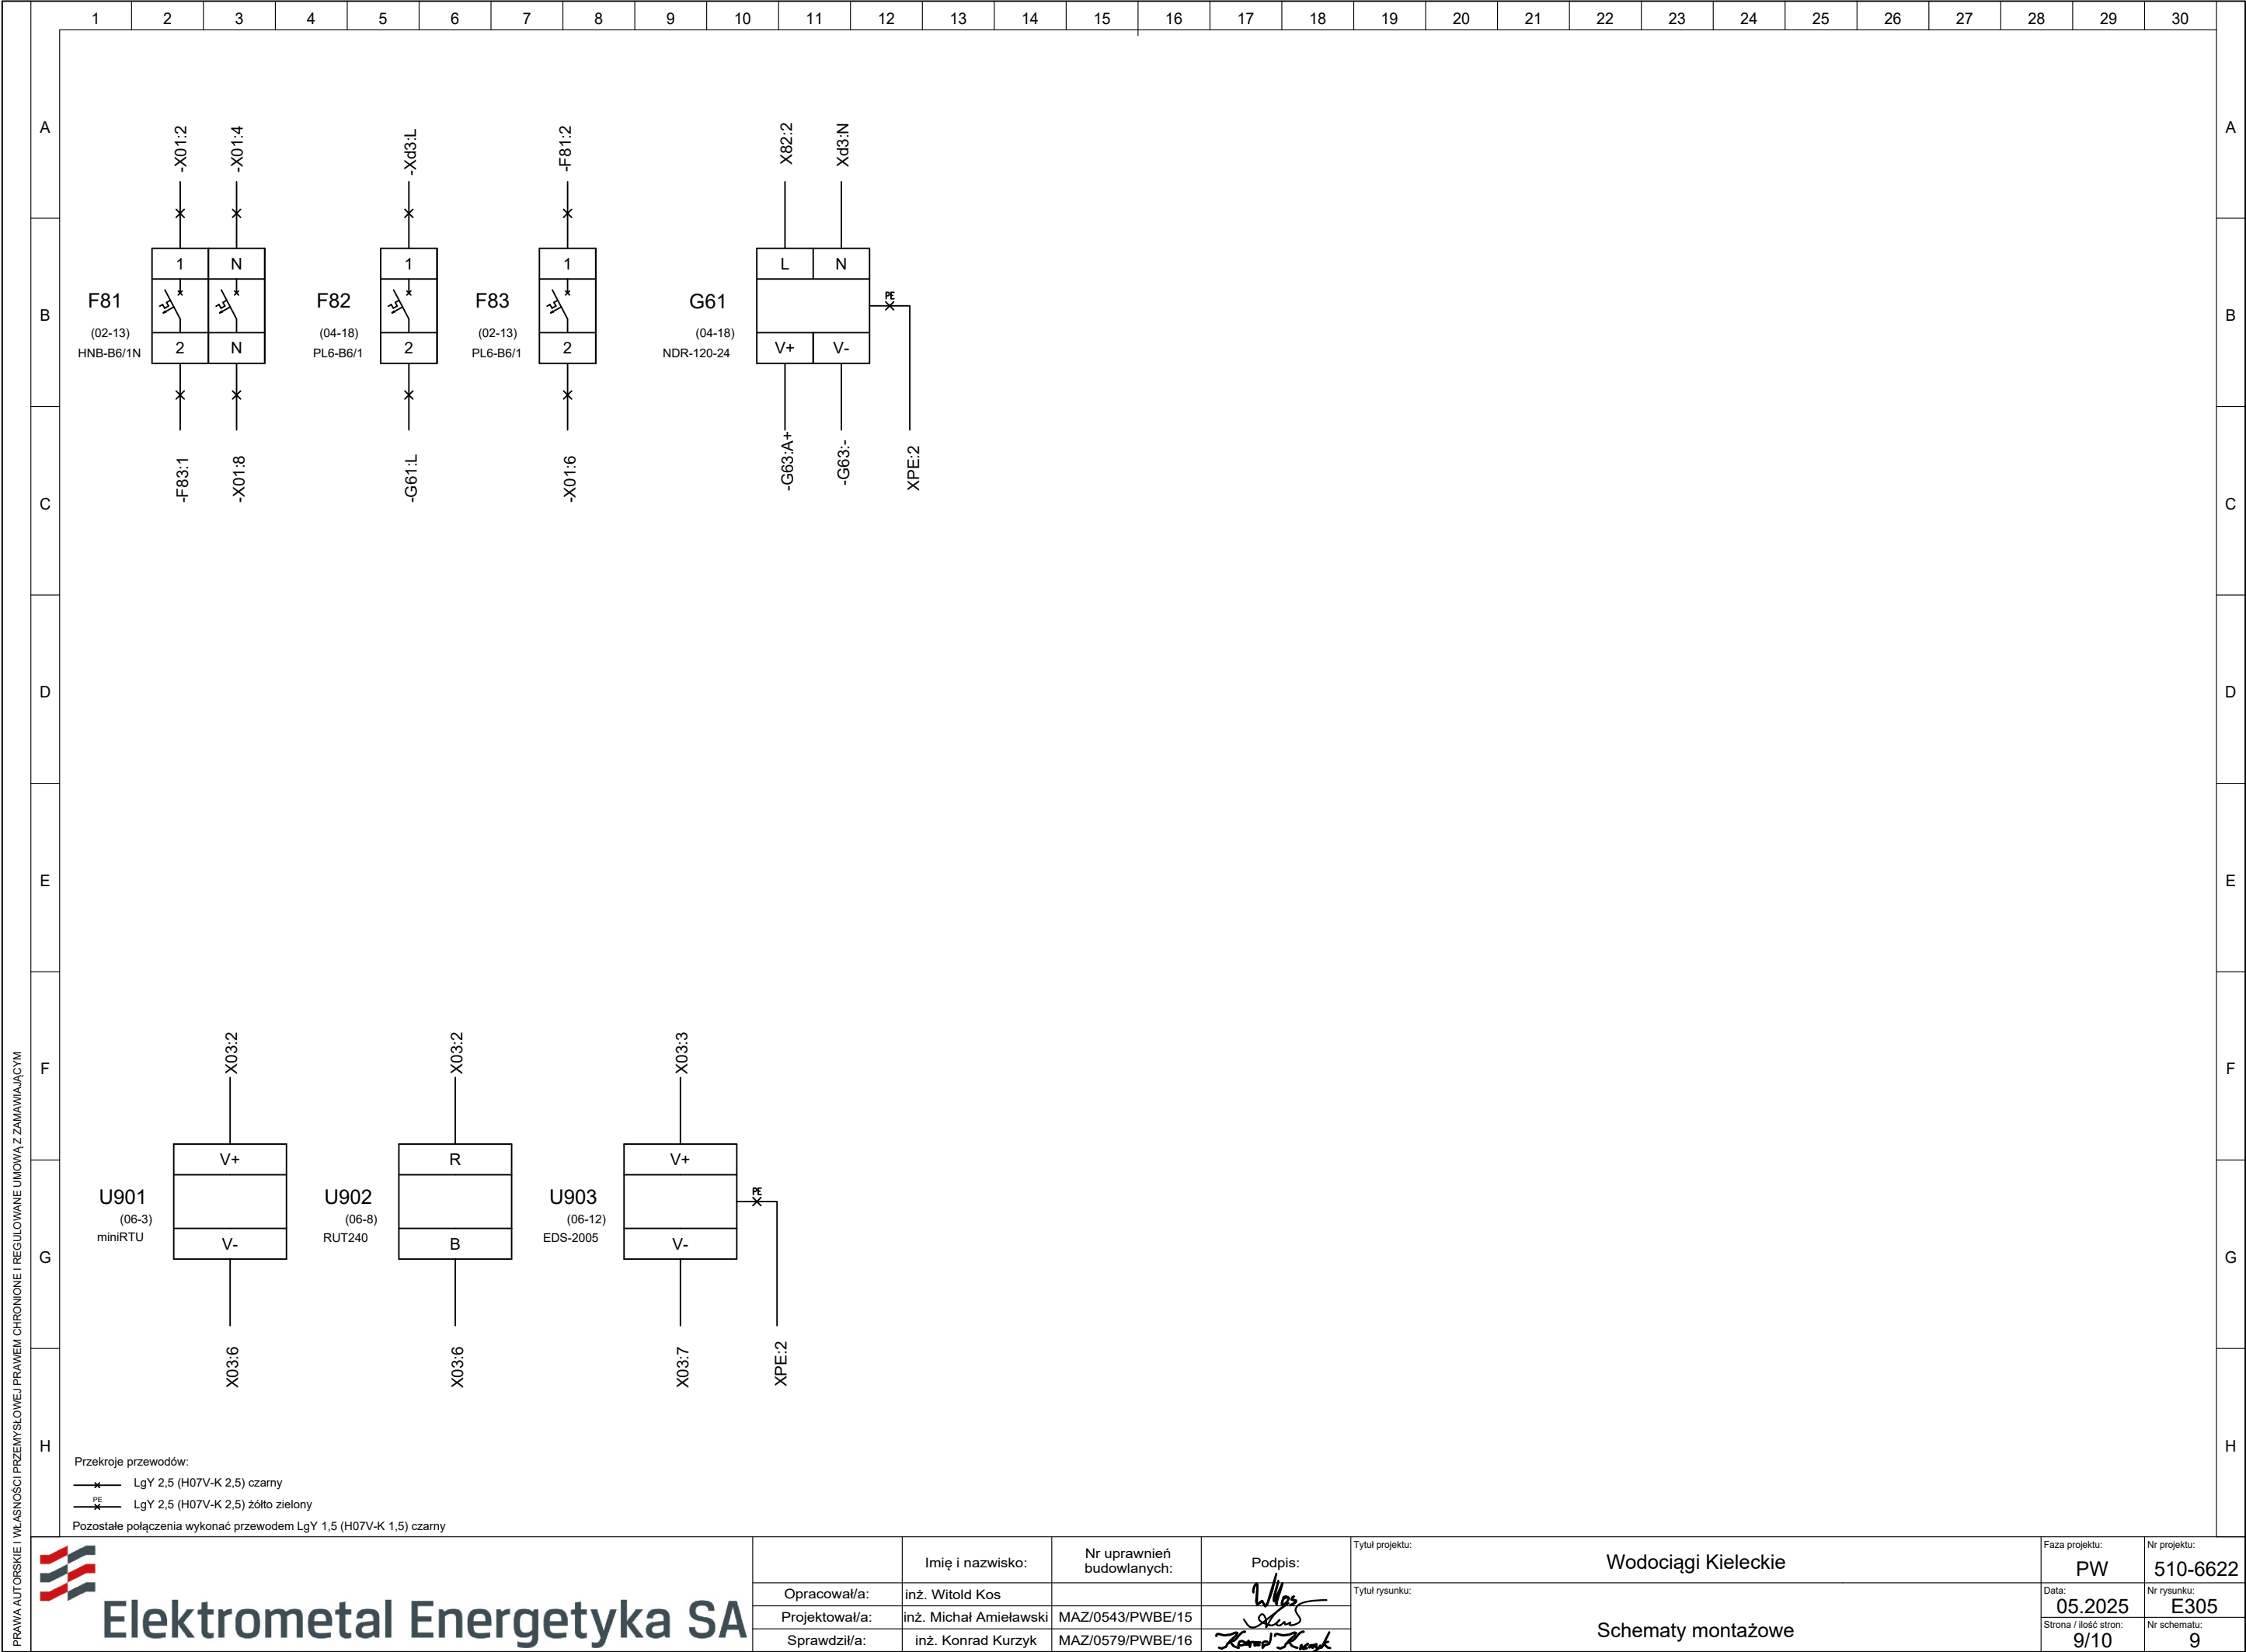 1 2 3 4 5 6 7 8 9 10 11 12 13 14 15 16 17 18 19 20 21 22 23 24 25 26 27 28 29 30
A A
-X01:2 -X01:4 -Xd3:L -F81:2 X82:2 Xd3:N
1 N 1 1 L N
F81 F82 F83 G61 PE
B B
(02-13) (04-18) (02-13) (04-18)
HNB-B6/1N PL6-B6/1 PL6-B6/1 NDR-120-24
2 N 2 2 V+ V-
-F83:1 -X01:8 -G61:L -X01:6 -G63:A+ -G63:- XPE:2
C C
D D
E E
X03:2 X03:2 X03:3
F F
V+ R V+
U901 U902 U903 PE
(06-3) (06-8) (06-12)
miniRTU RUT240 EDS-2005
V- B V-
G G
X03:6 X03:6 X03:7 XPE:2
H H
Przekroje przewodów:
LgY 2,5 (H07V-K 2,5) czarny
PE LgY 2,5 (H07V-K 2,5) żółto zielony
Pozostałe połączenia wykonać przewodem LgY 1,5 (H07V-K 1,5) czarny
PRAWA AUTORSKIE I WŁASNOŚCI PRZEMYSŁOWEJ PRAWEM CHRONIONE I REGULOWANE UMOWĄ Z ZAMAWIAJĄCYM
Elektrometal Energetyka SA
Imię i nazwisko: Nr uprawnień budowlanych: Podpis:
Opracował/a: inż. Witold Kos
Projektował/a: inż. Michał Amieławski MAZ/0543/PWBE/15
Sprawdził/a: inż. Konrad Kurzyk MAZ/0579/PWBE/16 Konrad Kurzyk
Tytuł projektu:
Wodociągi Kieleckie
Tytuł rysunku:
Schematy montażowe
Faza projektu: Nr projektu:
PW 510-6622
Data: Nr rysunku:
05.2025 E305
Strona / ilość stron: Nr schematu:
9/10 9